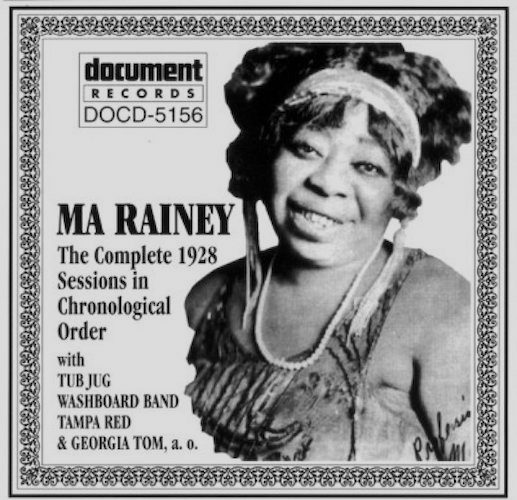 document
RECORDS
DOCD-5156
MA RAINEY
The Complete 1928
Sessions in
Chronological
Order
with
TUB JUG
WASHBOARD BAND
TAMPA RED
& GEORGIA TOM, a. o.